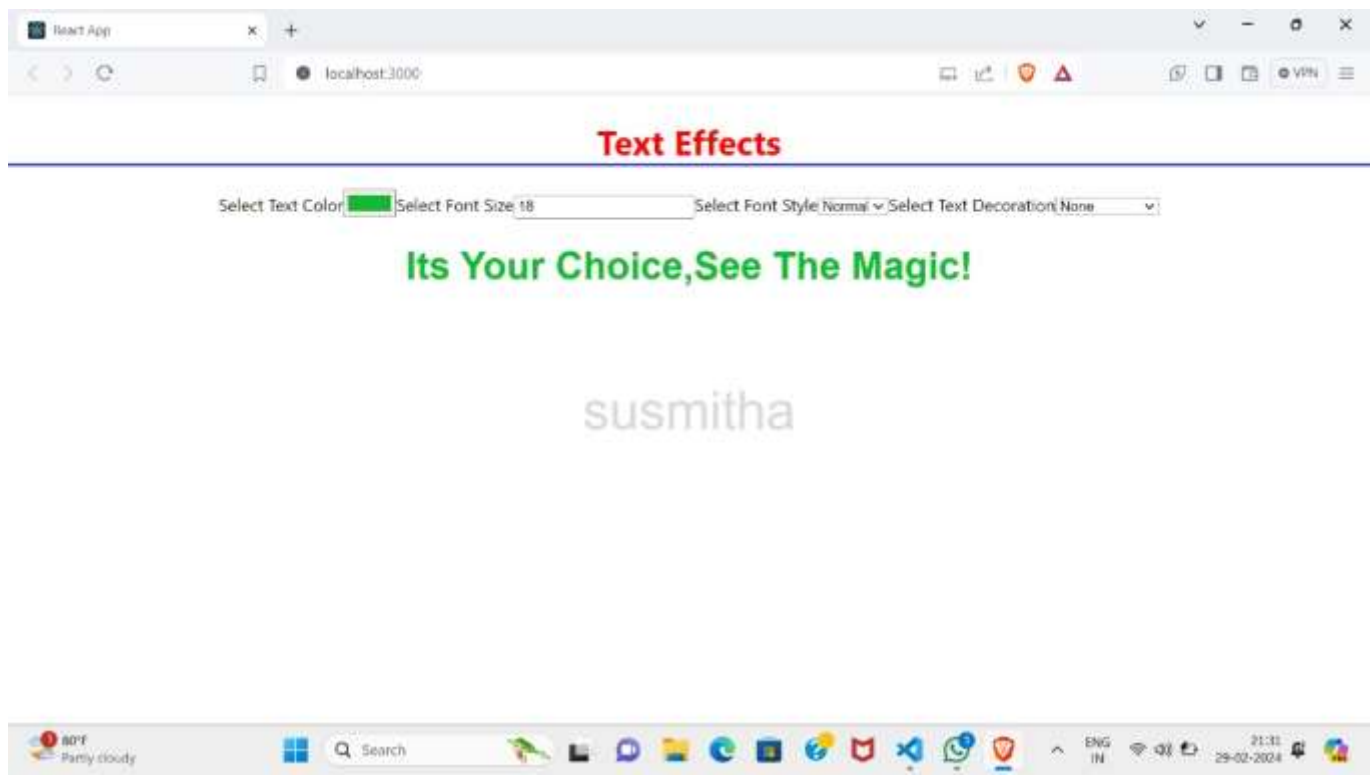 React App
localhost:3000
VPN
Text Effects
Select Text Color Select Font Size 18 Select Font Style Normal Select Text Decoration None
Its Your Choice,See The Magic!
susmitha
80°F
Partly cloudy
Search
ENG
IN
21:31
29-02-2024